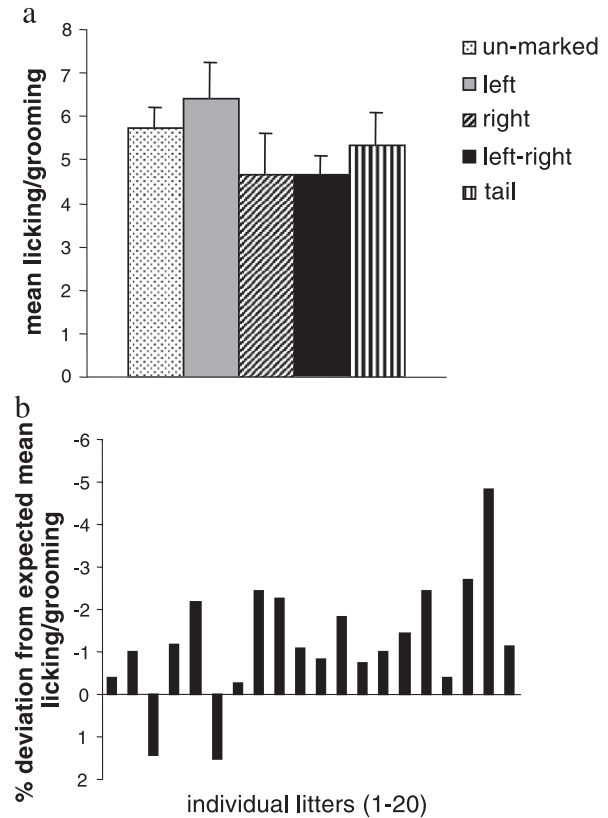 a
mean licking/grooming
8
7
6
5
4
3
2
1
0
un-marked
left
right
left-right
tail
b
% deviation from expected mean
licking/grooming
-6
-5
-4
-3
-2
-1
0
1
2
individual litters (1-20)